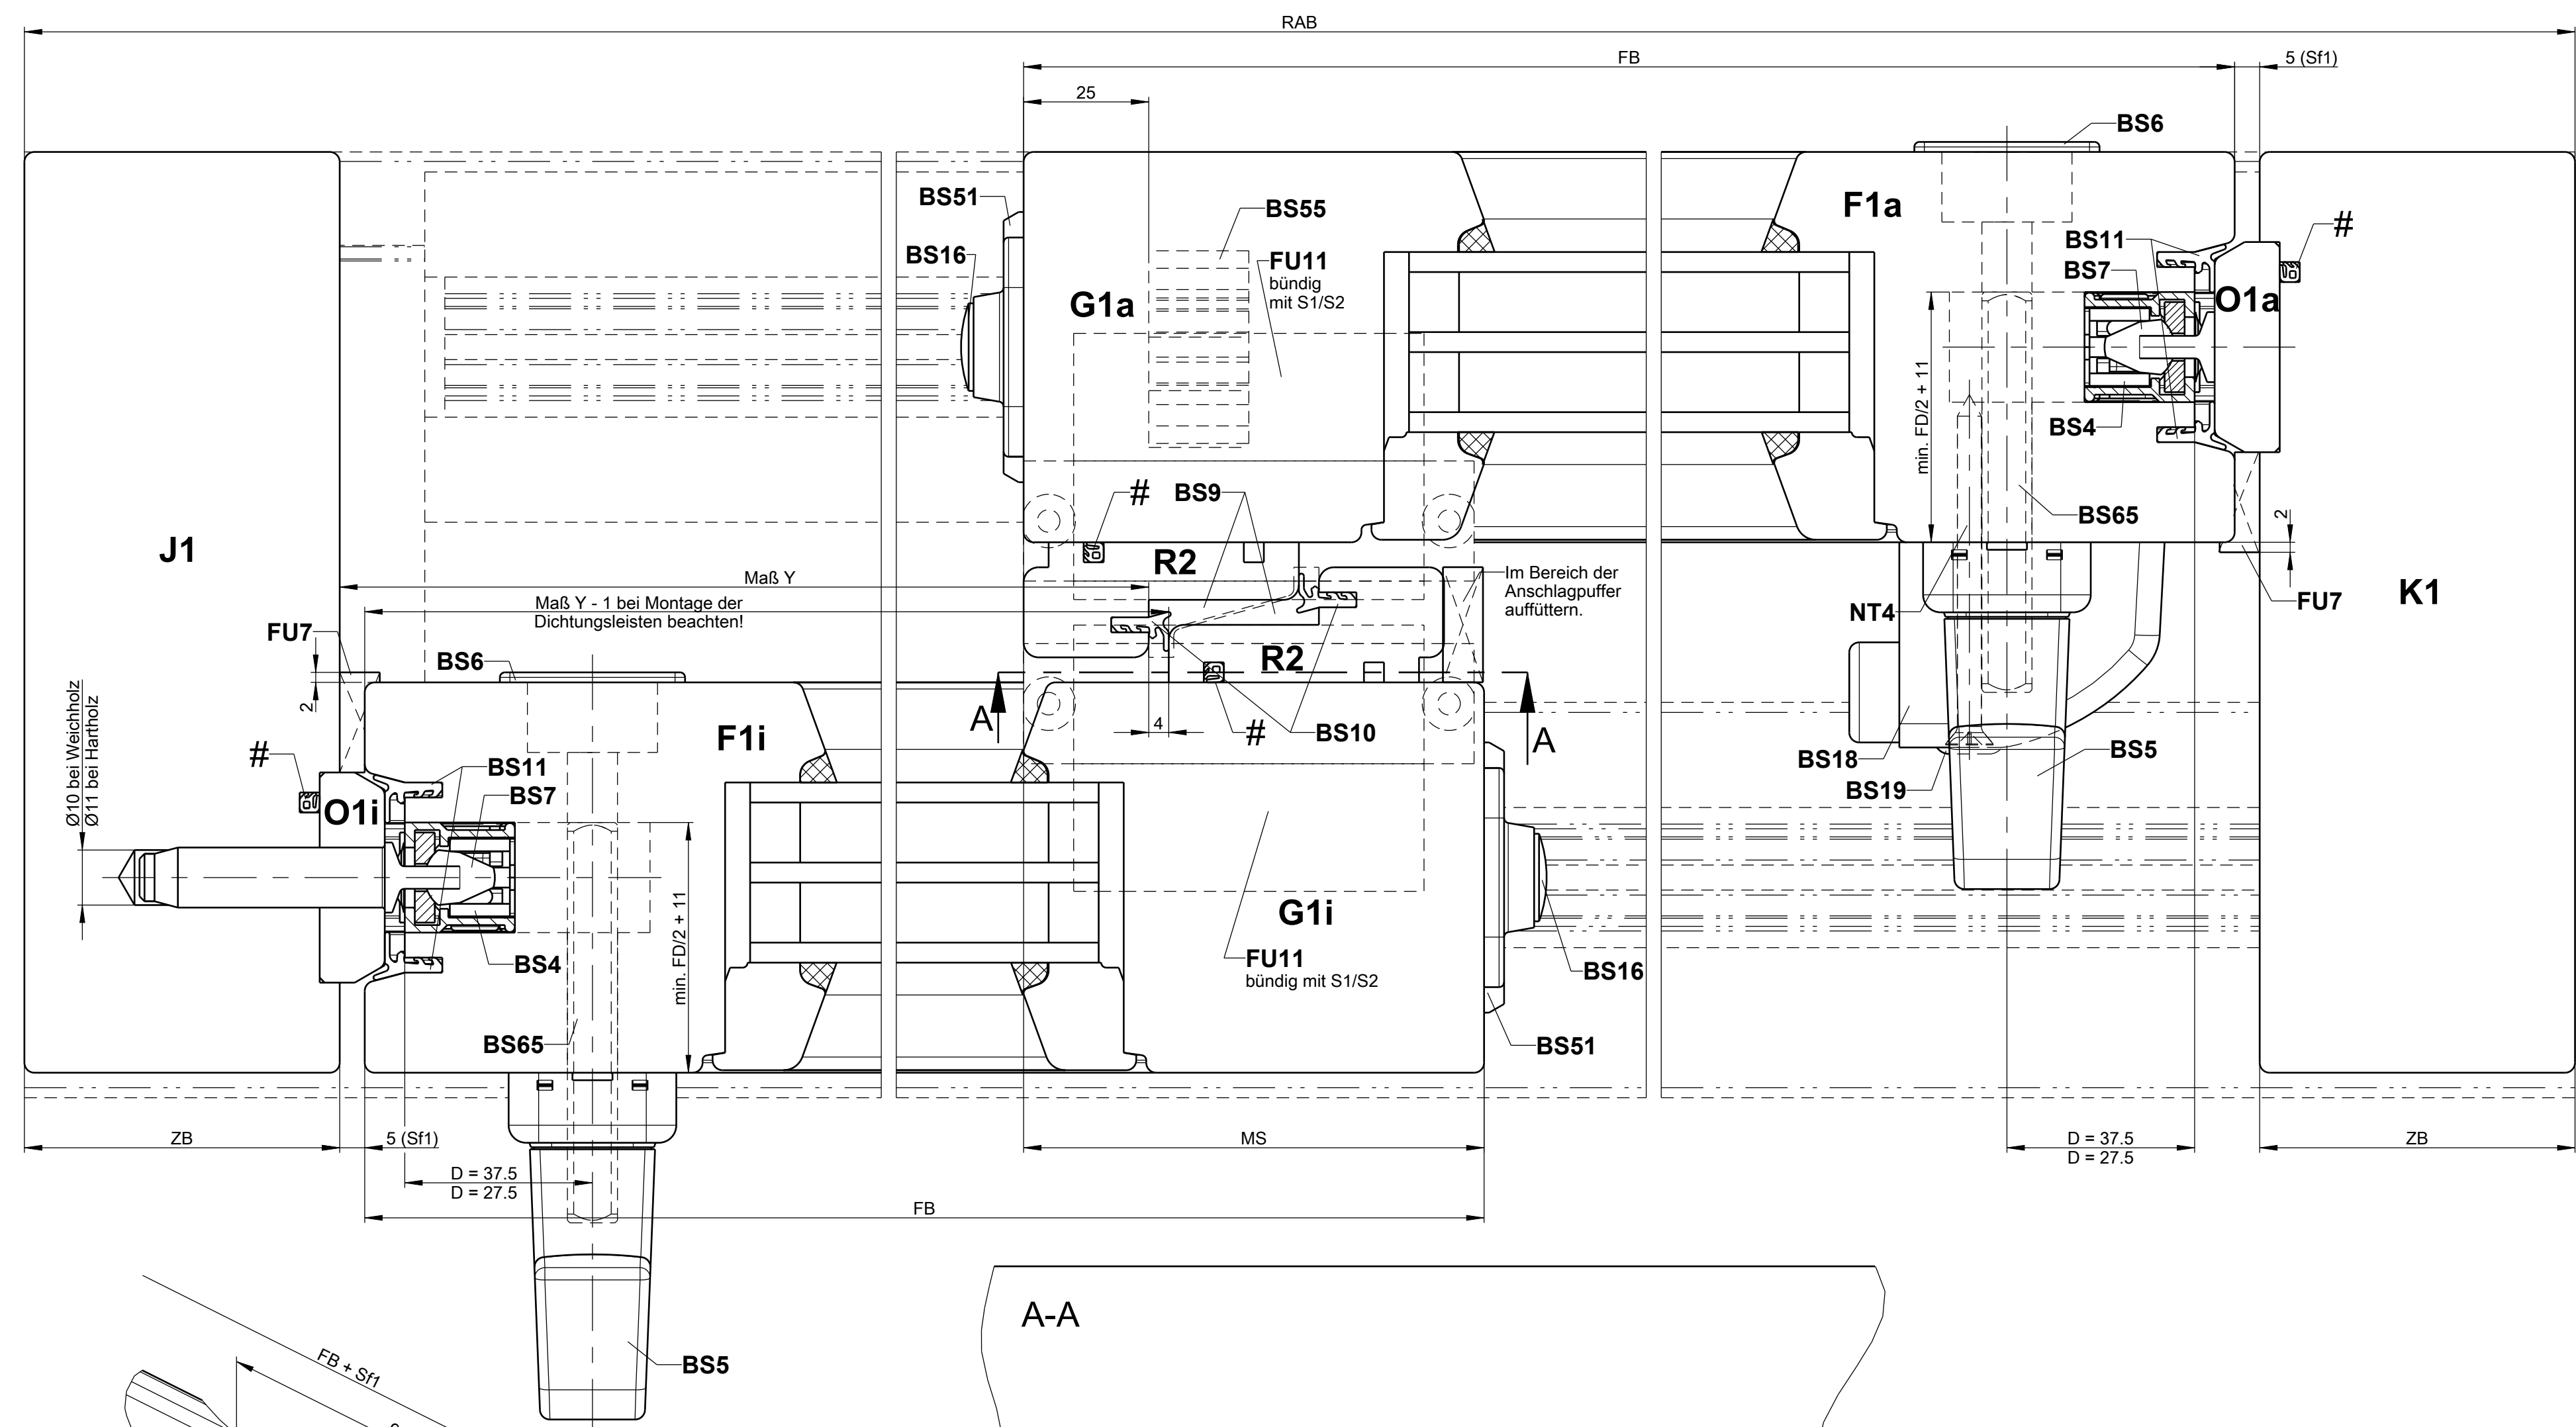 RAB
FB
5 (Sf1)
25
BS6
BS51
BS55
F1a
BS16
FU11
bündig
mit S1/S2
#
BS11
BS7
G1a
O1a
BS4
min. FD/2 + 11
#
BS9
BS65
2
J1
R2
Maß Y
Im Bereich der
Anschlagpuffer
auffüttern.
Maß Y - 1 bei Montage der
Dichtungsleisten beachten!
NT4
FU7
K1
FU7
BS6
R2
2
A
4
#
BS10
A
F1i
Ø10 bei Weichholz
Ø11 bei Hartholz
#
BS11
BS7
BS18
BS5
BS19
O1i
G1i
min. FD/2 + 11
BS4
FU11
bündig mit S1/S2
BS16
BS65
BS51
ZB
5 (Sf1)
MS
D = 37.5
D = 27.5
ZB
D = 37.5
D = 27.5
FB
A-A
FB + Sf1
BS5